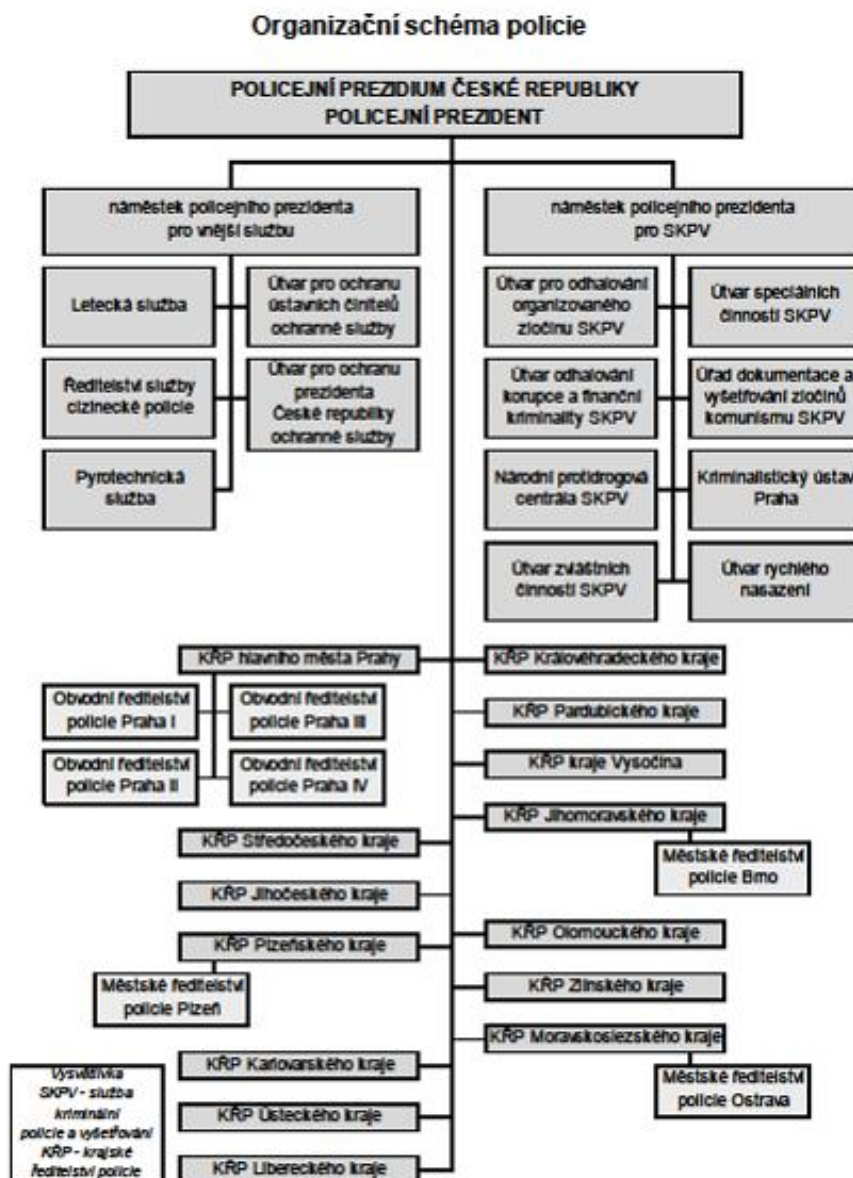 Organizační schéma policie
POLICEJNÍ PREZIDIUM ČESKÉ REPUBLIKY
POLICEJNÍ PREZIDENT
náměstek policejního prezidenta
pro vnější službu
Letecká služba
Útvar pro ochranu
ústavních činitelů
ochranné služby
Ředitelství služby
cizinecké policie
Útvar pro ochranu
prezidenta
České republiky
ochranné služby
Pyrotechnická
služba
náměstek policejního prezidenta
pro SKPV
Útvar pro odhalování
organizovaného
zločinu SKPV
Útvar speciálních
činností SKPV
Útvar odhalování
korupce a finanční
kriminality SKPV
Úřad dokumentace a
vyšetřování zločinů
komunismu SKPV
Národní protidrogová
centrála SKPV
Kriminalistický ústav
Praha
Útvar zvláštních
činností SKPV
Útvar rychlého
nasazení
KŘP hlavního města Prahy
Obvodní ředitelství
policie Praha I
Obvodní ředitelství
policie Praha III
Obvodní ředitelství
policie Praha II
Obvodní ředitelství
policie Praha IV
KŘP Středočeského kraje
KŘP Jihočeského kraje
KŘP Plzeňského kraje
Městské ředitelství
policie Plzeň
KŘP Karlovarského kraje
KŘP Ústeckého kraje
KŘP Libereckého kraje
KŘP Královéhradeckého kraje
KŘP Pardubického kraje
KŘP kraje Vysočina
KŘP Jihomoravského kraje
Městské ředitelství
policie Brno
KŘP Olomouckého kraje
KŘP Zlínského kraje
KŘP Moravskoslezského kraje
Městské ředitelství
policie Ostrava
Vysvětlivka
SKPV - služba
kriminální
policie a vyšetřování
KŘP - krajské
ředitelství policie